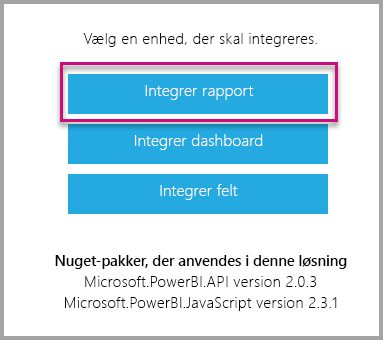 Vælg en enhed, der skal integreres.
Integrer rapport
Integrer dashboard
Integrer felt
Nuget-pakker, der anvendes i denne løsning
Microsoft.PowerBI.API version 2.0.3
Microsoft.PowerBI.JavaScript version 2.3.1